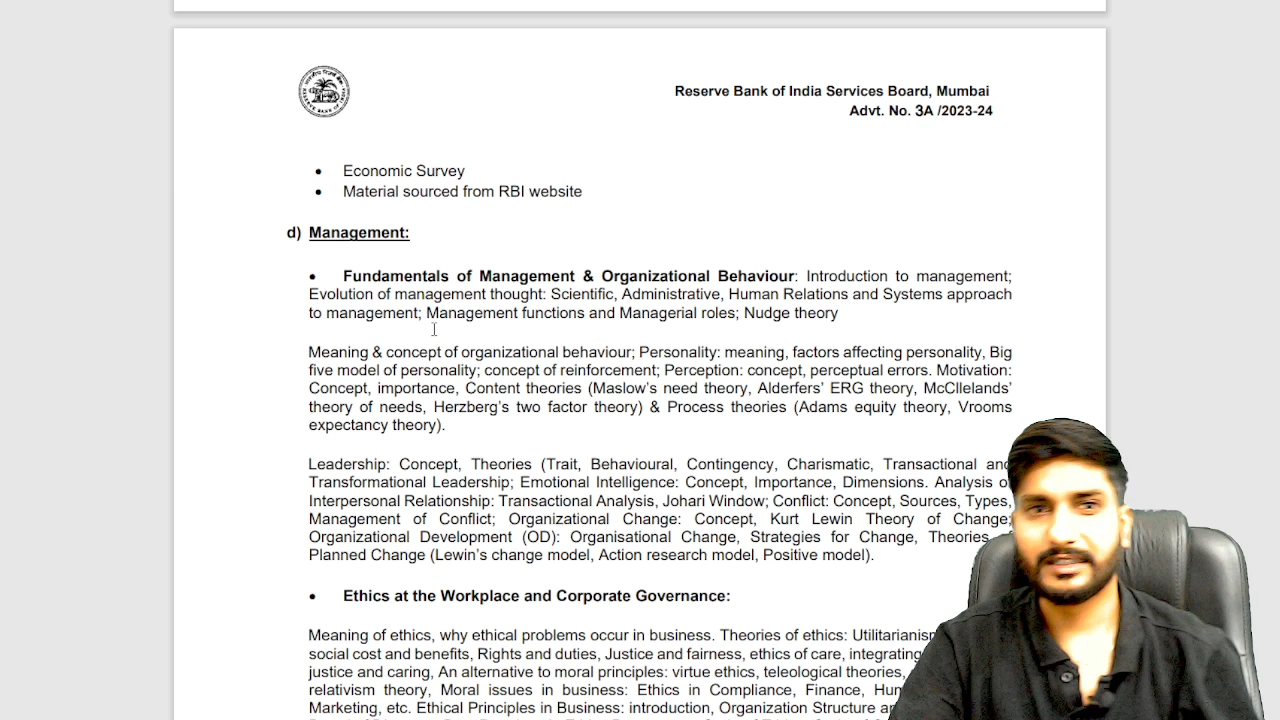 Reserve Bank of India Services Board, Mumbai
Advt. No. 3A /2023-24
• Economic Survey
• Material sourced from RBI website
d) Management:
• Fundamentals of Management & Organizational Behaviour: Introduction to management;
Evolution of management thought: Scientific, Administrative, Human Relations and Systems approach
to management; Management functions and Managerial roles; Nudge theory
Meaning & concept of organizational behaviour; Personality: meaning, factors affecting personality, Big
five model of personality; concept of reinforcement; Perception: concept, perceptual errors. Motivation:
Concept, importance, Content theories (Maslow's need theory, Alderfers' ERG theory, McCllelands'
theory of needs, Herzberg's two factor theory) & Process theories (Adams equity theory, Vrooms
expectancy theory).
Leadership: Concept, Theories (Trait, Behavioural, Contingency, Charismatic, Transactional and
Transformational Leadership; Emotional Intelligence: Concept, Importance, Dimensions. Analysis o
Interpersonal Relationship: Transactional Analysis, Johari Window; Conflict: Concept, Sources, Types,
Management of Conflict; Organizational Change: Concept, Kurt Lewin Theory of Change;
Organizational Development (OD): Organisational Change, Strategies for Change, Theories
Planned Change (Lewin's change model, Action research model, Positive model).
• Ethics at the Workplace and Corporate Governance:
Meaning of ethics, why ethical problems occur in business. Theories of ethics: Utilitarianism
social cost and benefits, Rights and duties, Justice and fairness, ethics of care, integrating
justice and caring, An alternative to moral principles: virtue ethics, teleological theories,
relativism theory, Moral issues in business: Ethics in Compliance, Finance, Hum
Marketing, etc. Ethical Principles in Business: introduction, Organization Structure an